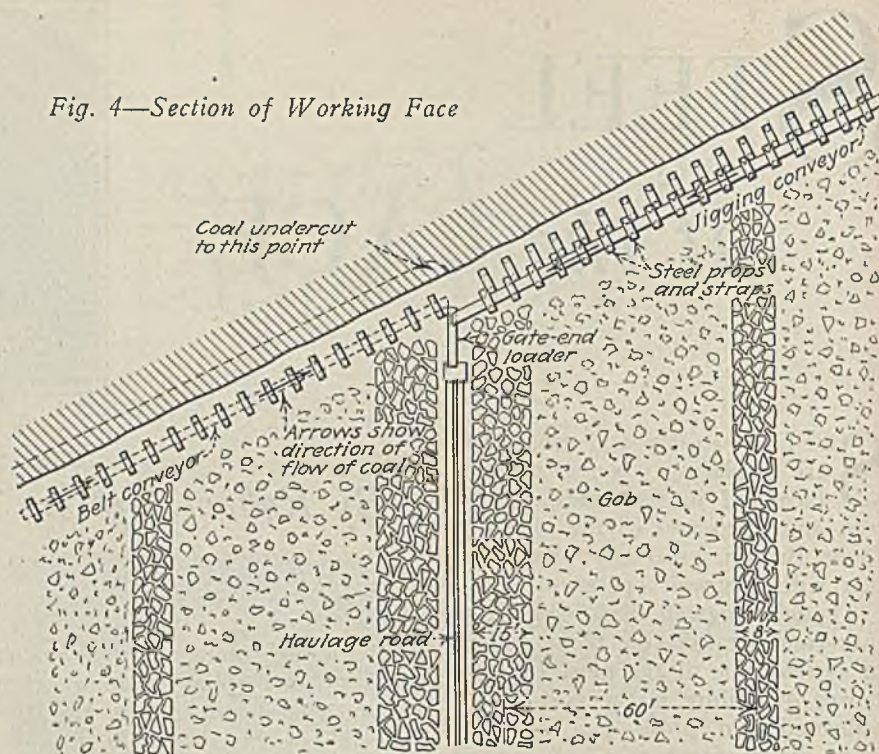 Fig. 4—Section of Working Face
Coal undercut
to this point
Jigging conveyor
Steel props
and straps
Gate-end
loader
Arrows show
direction of
flow of coal
Belt conveyor
Gob
Haulage road
15'
8'
60'